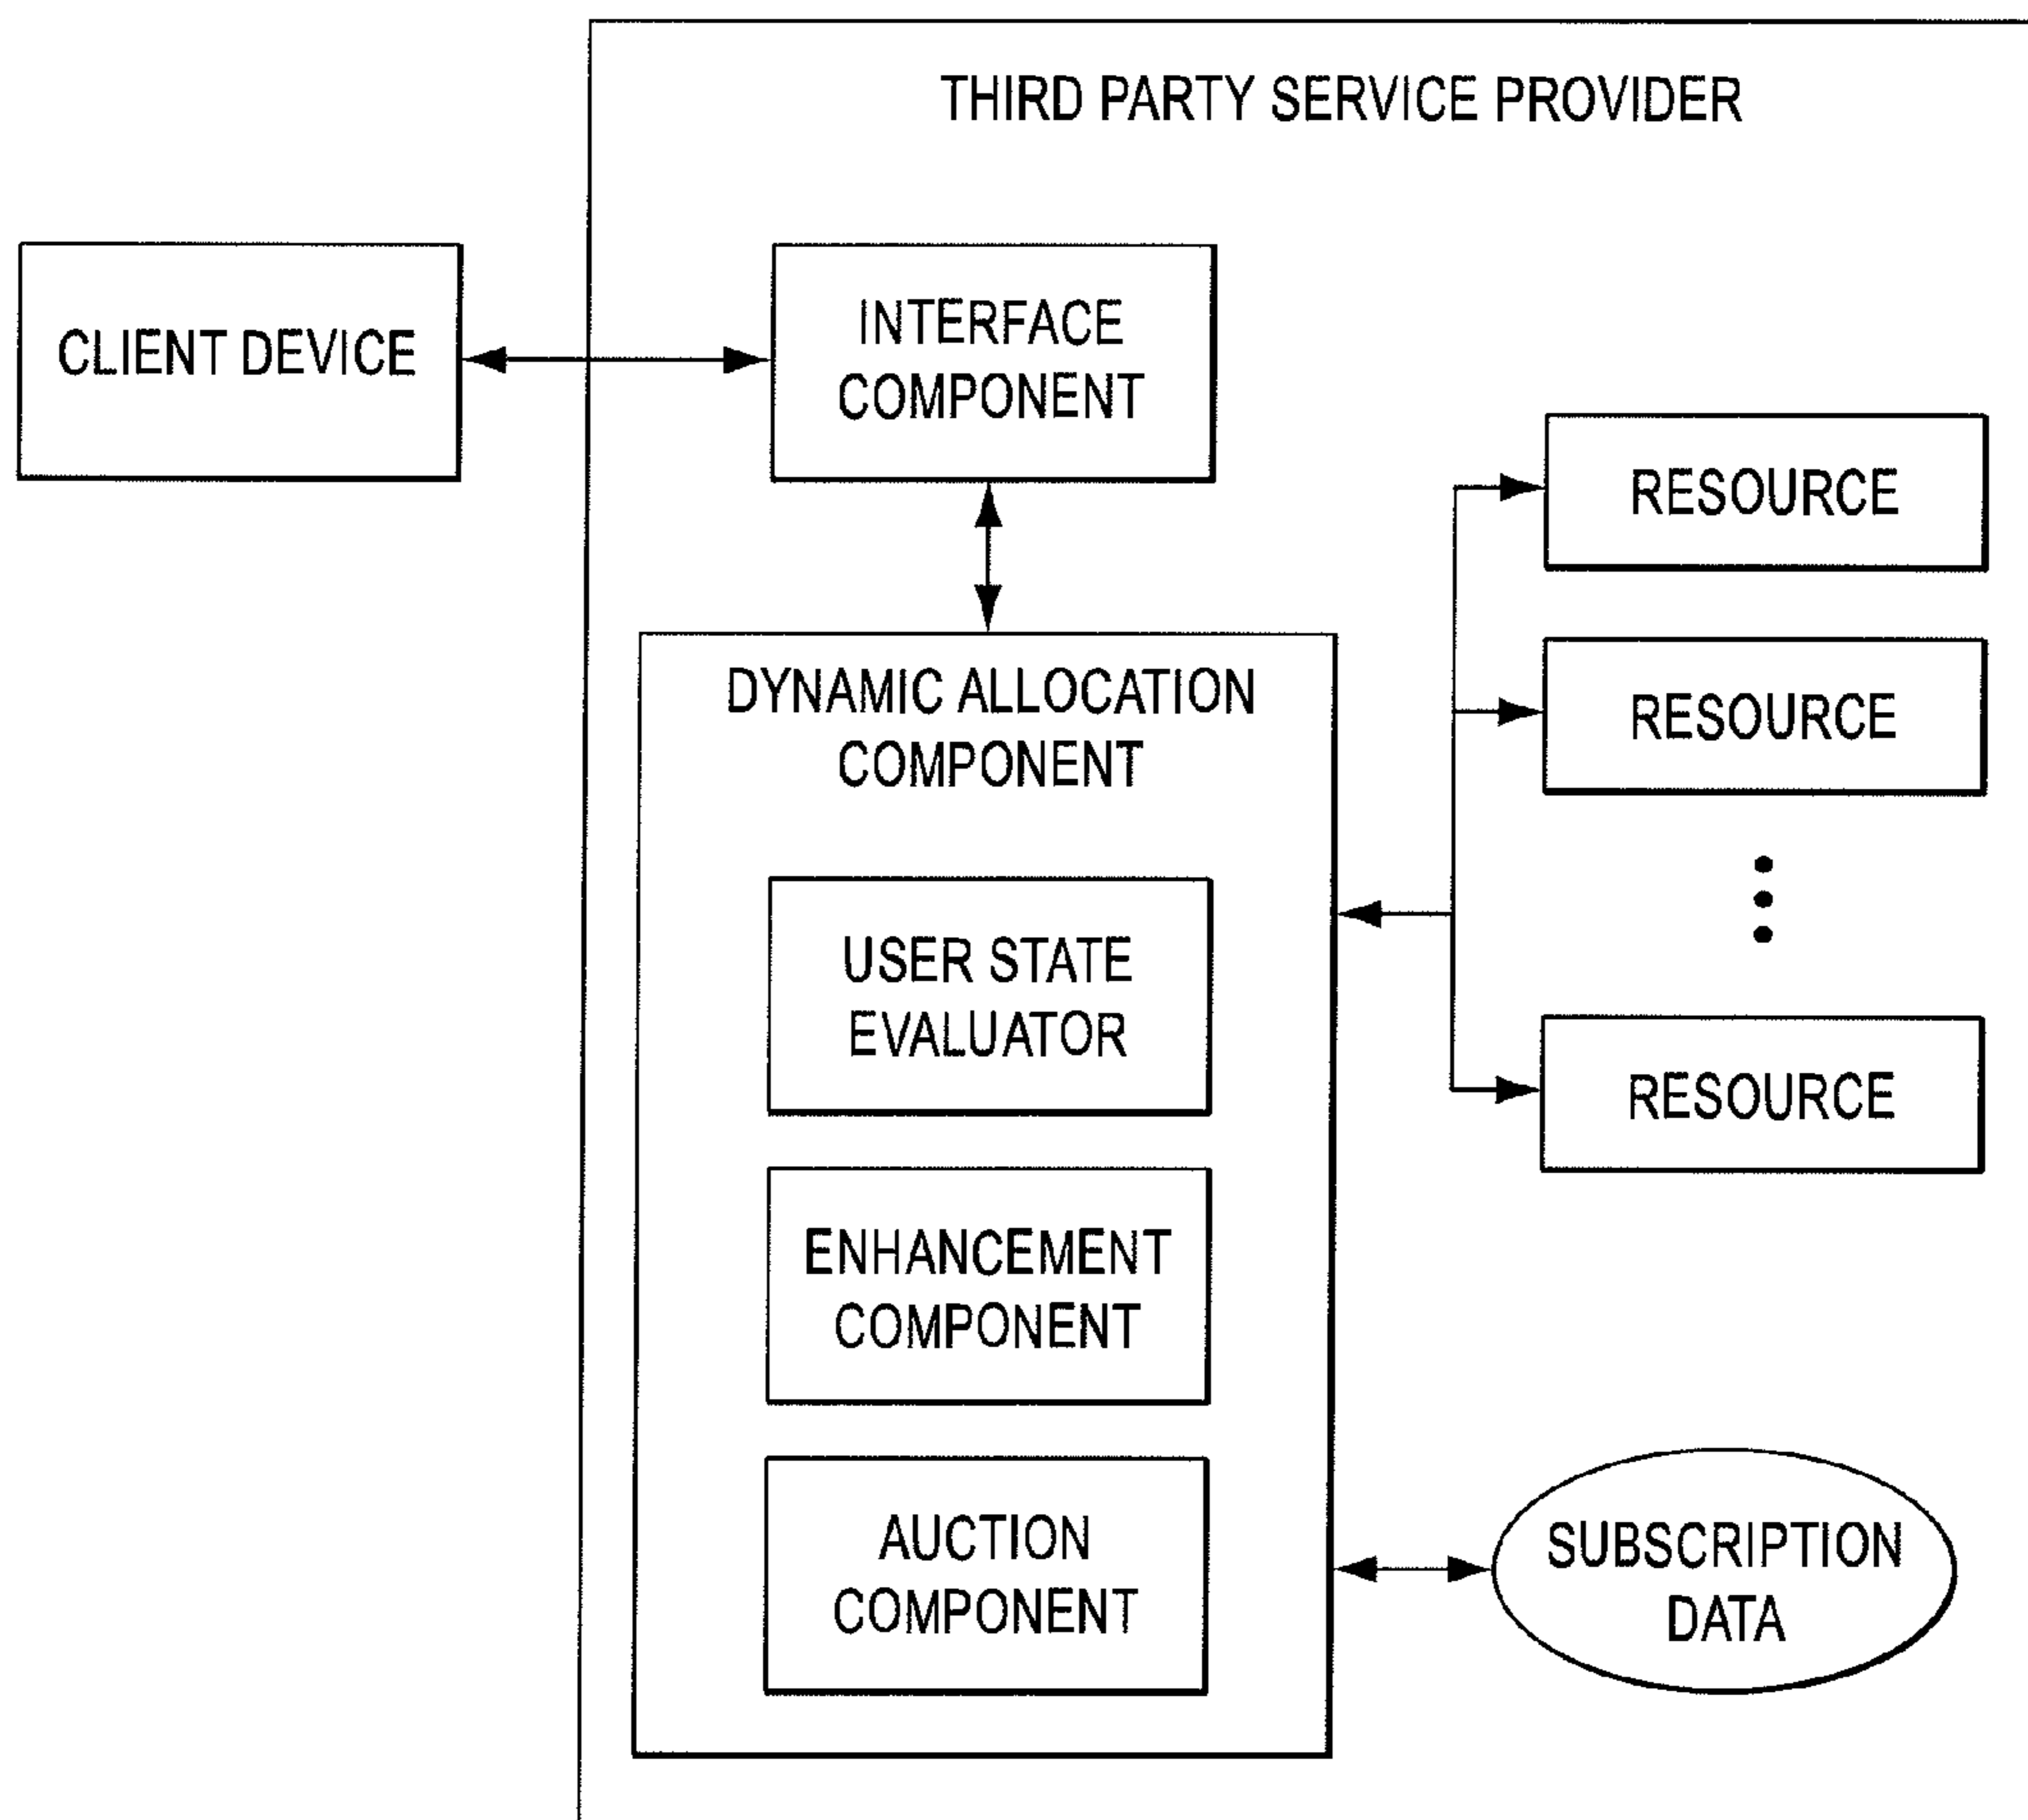 THIRD PARTY SERVICE PROVIDER
CLIENT DEVICE
INTERFACE
COMPONENT
RESOURCE
DYNAMIC ALLOCATION
COMPONENT
RESOURCE
USER STATE
EVALUATOR
RESOURCE
ENHANCEMENT
COMPONENT
AUCTION
COMPONENT
SUBSCRIPTION
DATA